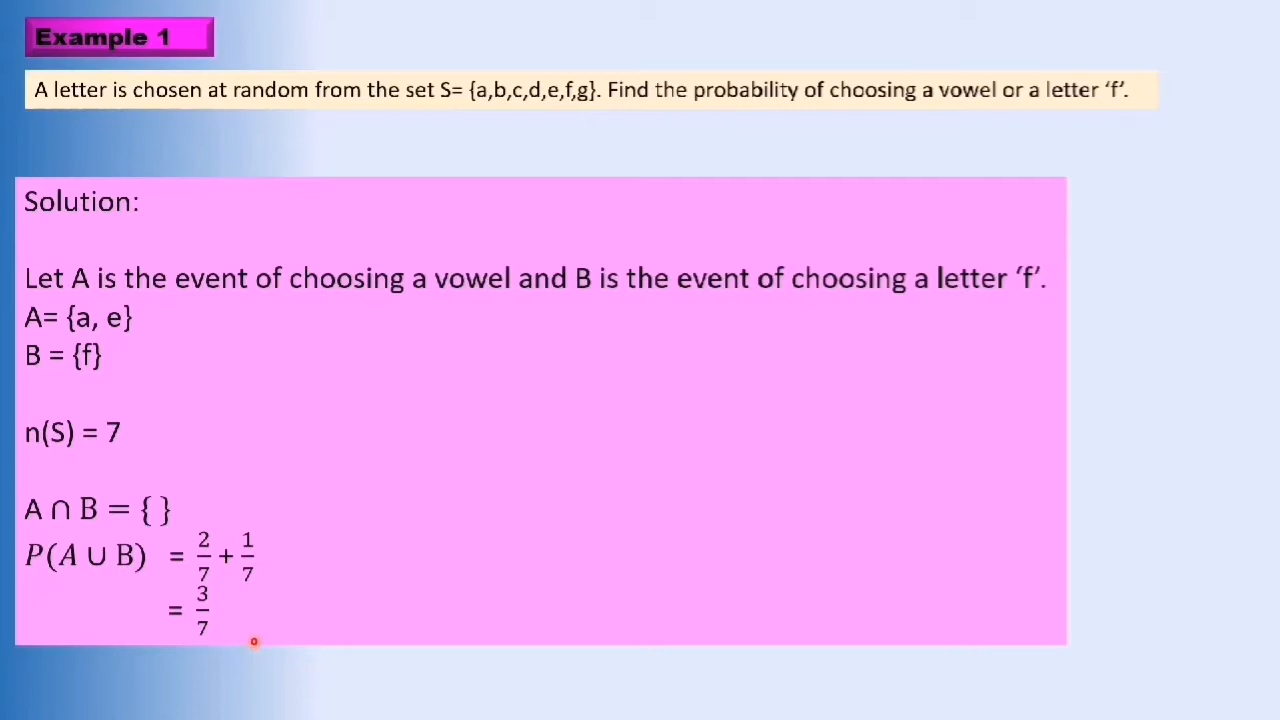 Example 1
A letter is chosen at random from the set S= {a,b,c,d,e,f,g}. Find the probability of choosing a vowel or a letter ‘f’.
Solution:
Let A is the event of choosing a vowel and B is the event of choosing a letter ‘f’.
A= {a, e}
B = {f}
n(S) = 7
A ∩ B = { }
P(A ∪ B) = 2/7 + 1/7
= 3/7